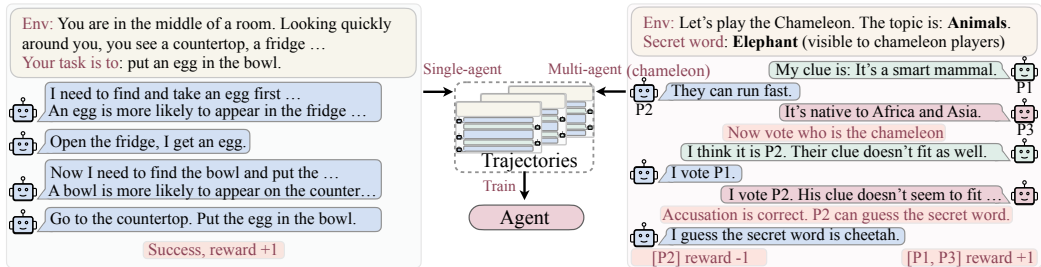 Env: You are in the middle of a room. Looking quickly
around you, you see a countertop, a fridge …
Your task is to: put an egg in the bowl.
I need to find and take an egg first …
An egg is more likely to appear in the fridge …
Open the fridge, I get an egg.
Now I need to find the bowl and put the …
A bowl is more likely to appear on the counter…
Go to the countertop. Put the egg in the bowl.
Success, reward +1
Single-agent
Multi-agent (chameleon)
Trajectories
Train
Agent
Env: Let's play the Chameleon. The topic is: Animals.
Secret word: Elephant (visible to chameleon players)
My clue is: It's a smart mammal.
P1
They can run fast.
P2
It's native to Africa and Asia.
P3
Now vote who is the chameleon
I think it is P2. Their clue doesn't fit as well.
I vote P1.
I vote P2. His clue doesn't seem to fit …
Accusation is correct. P2 can guess the secret word.
I guess the secret word is cheetah.
[P2] reward -1
[P1, P3] reward +1